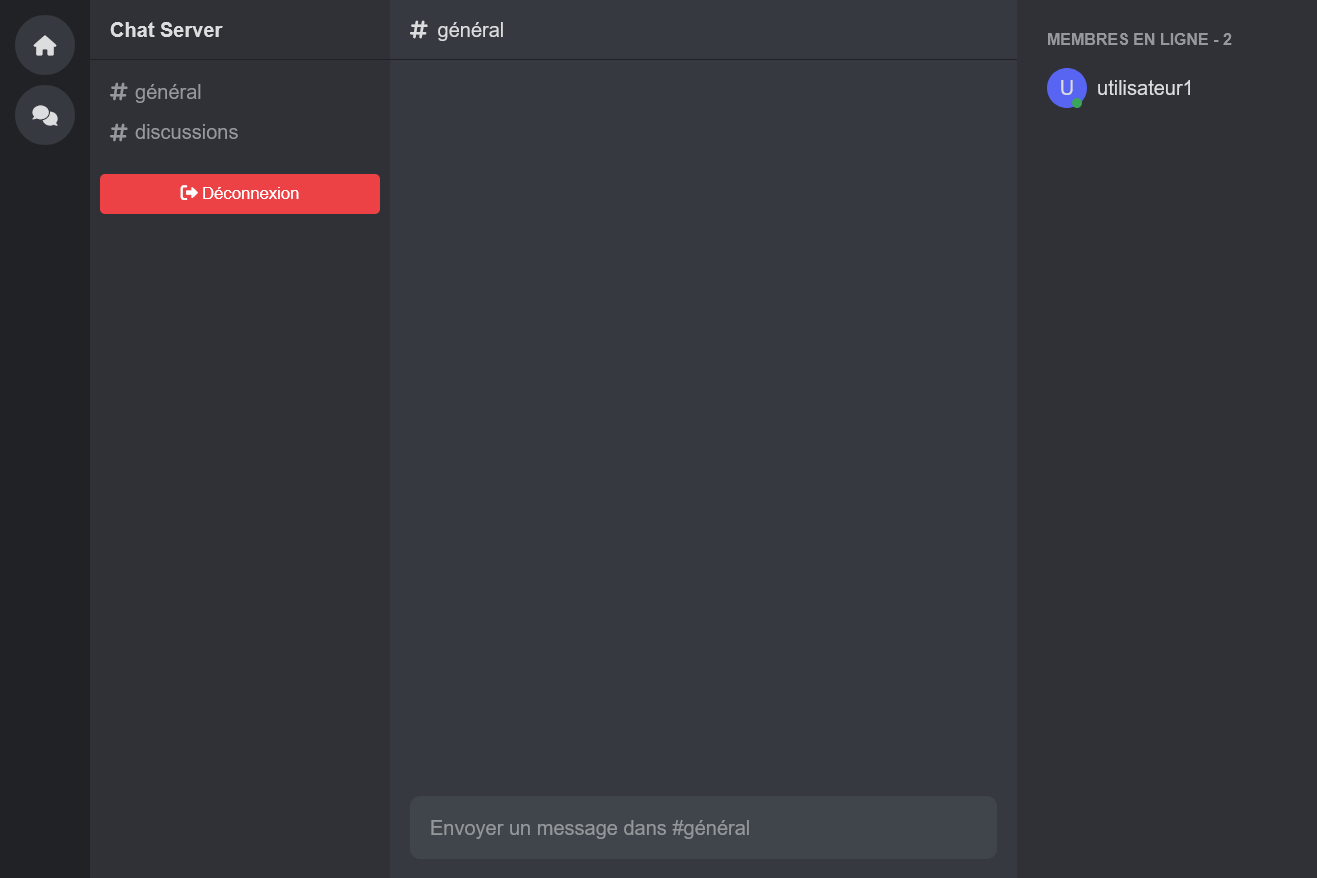 Chat Server
# général
# discussions
Déconnexion
# général
Envoyer un message dans #général
MEMBRES EN LIGNE - 2
U
utilisateur1